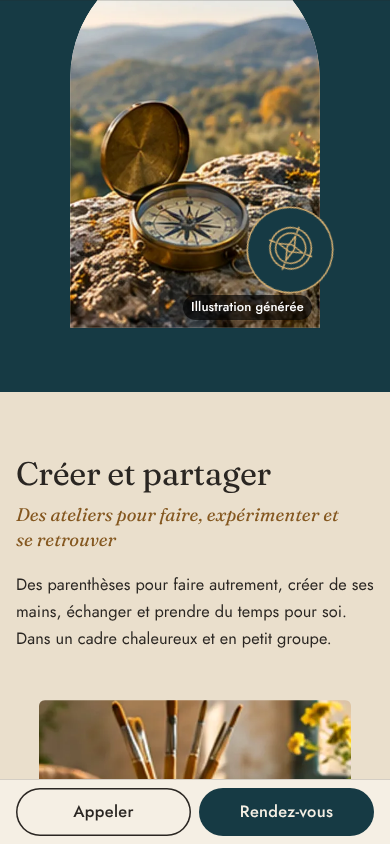 Illustration générée
Créer et partager
Des ateliers pour faire, expérimenter et
se retrouver
Des parenthèses pour faire autrement, créer de ses
mains, échanger et prendre du temps pour soi.
Dans un cadre chaleureux et en petit groupe.
Appeler
Rendez-vous